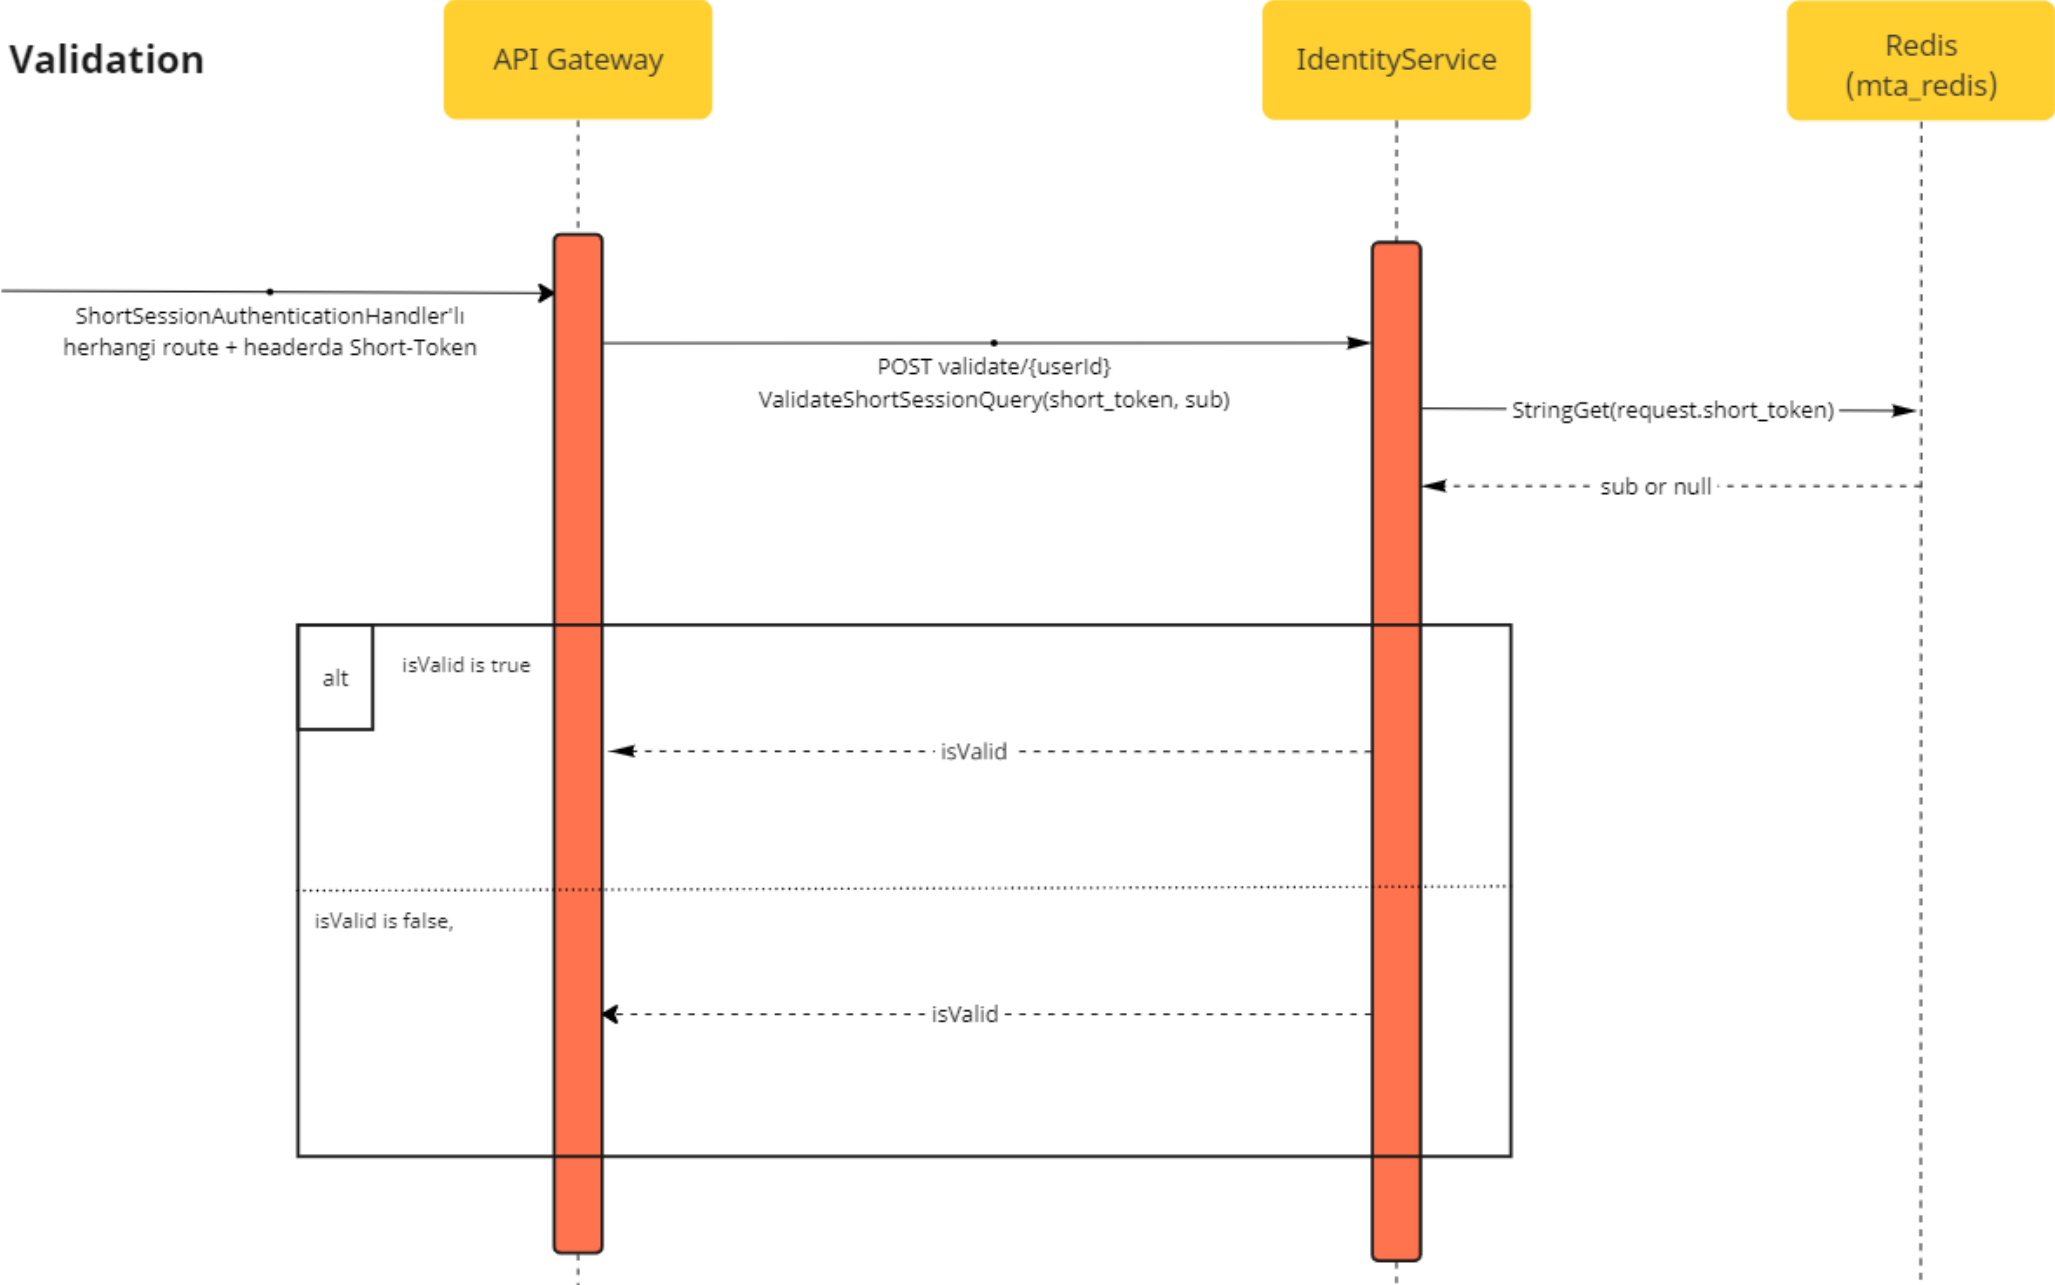 Validation
API Gateway
IdentityService
Redis
(mta_redis)
ShortSessionAuthenticationHandler'lı
herhangi route + headerda Short-Token
POST validate/{userId}
ValidateShortSessionQuery(short_token, sub)
StringGet(request.short_token)
sub or null
alt
isValid is true
isValid
isValid is false,
isValid